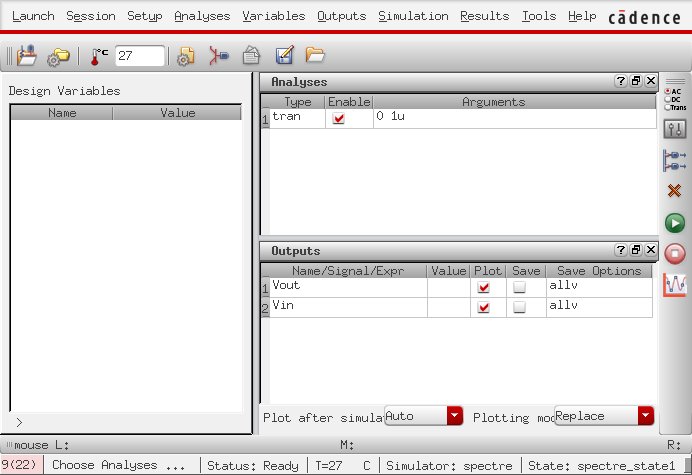 Launch Session Setup Analyses Variables Outputs Simulation Results Tools Help cādence
°C 27
Design Variables
Name Value
>
Analyses
Type Enable Arguments
1 tran 0 1u
AC
DC
Trans
Outputs
Name/Signal/Expr Value Plot Save Save Options
1 Vout allv
2 Vin allv
Plot after simula Auto Plotting mod Replace
mouse L: M: R:
9(22) Choose Analyses ... Status: Ready T=27 C Simulator: spectre State: spectre_state1